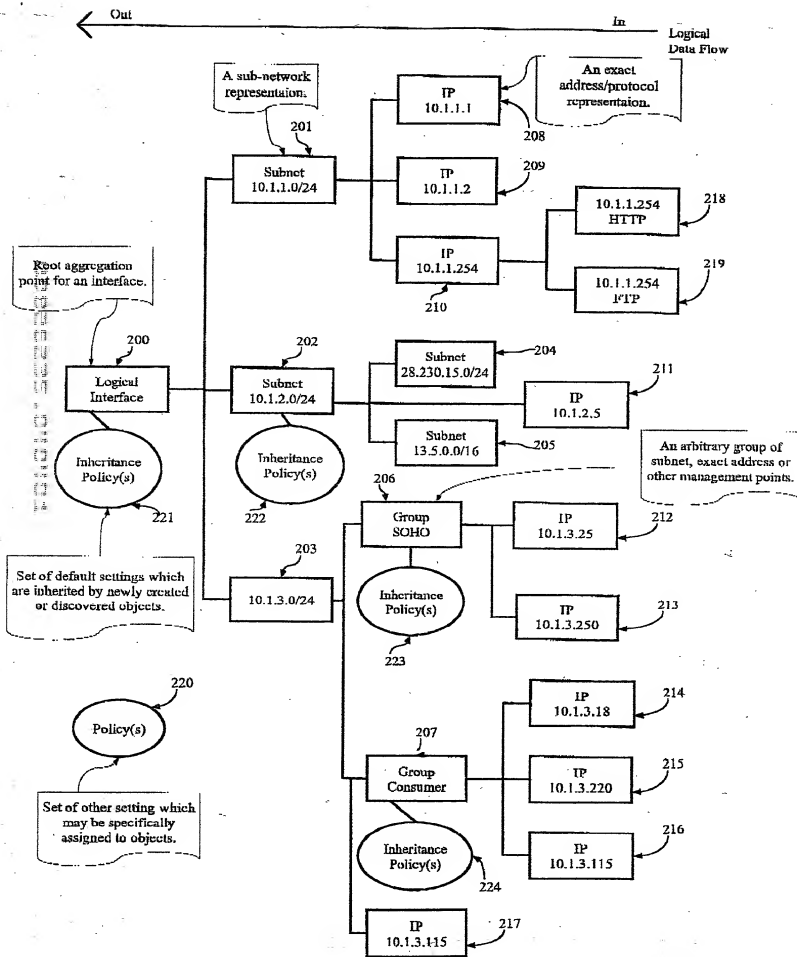 Out
In
Logical
Data Flow
A sub-network
representaion.
201
Subnet
10.1.1.0/24
IP
10.1.1.1
208
An exact
address/protocol
representaion.
IP
10.1.1.2
209
IP
10.1.1.254
210
10.1.1.254
HTTP
218
10.1.1.254
FTP
219
Root aggregation
point for an interface.
200
Logical
Interface
Inheritance
Policy(s)
221
202
Subnet
10.1.2.0/24
Inheritance
Policy(s)
222
Subnet
28.230.15.0/24
204
IP
10.1.2.5
211
Subnet
13.5.0.0/16
205
An arbitrary group of
subnet, exact address or
other management points.
206
Group
SOHO
Inheritance
Policy(s)
223
IP
10.1.3.25
212
IP
10.1.3.250
213
203
10.1.3.0/24
Set of default settings which
are inherited by newly created
or discovered objects.
220
Policy(s)
Set of other setting which
may be specifically
assigned to objects.
207
Group
Consumer
Inheritance
Policy(s)
224
IP
10.1.3.18
214
IP
10.1.3.220
215
IP
10.1.3.115
216
IP
10.1.3.115
217